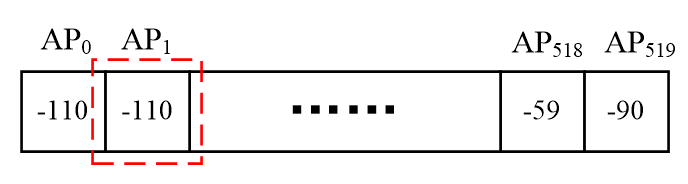 AP₀ AP₁ AP₅₁₈ AP₅₁₉
-110 -110 ...... -59 -90